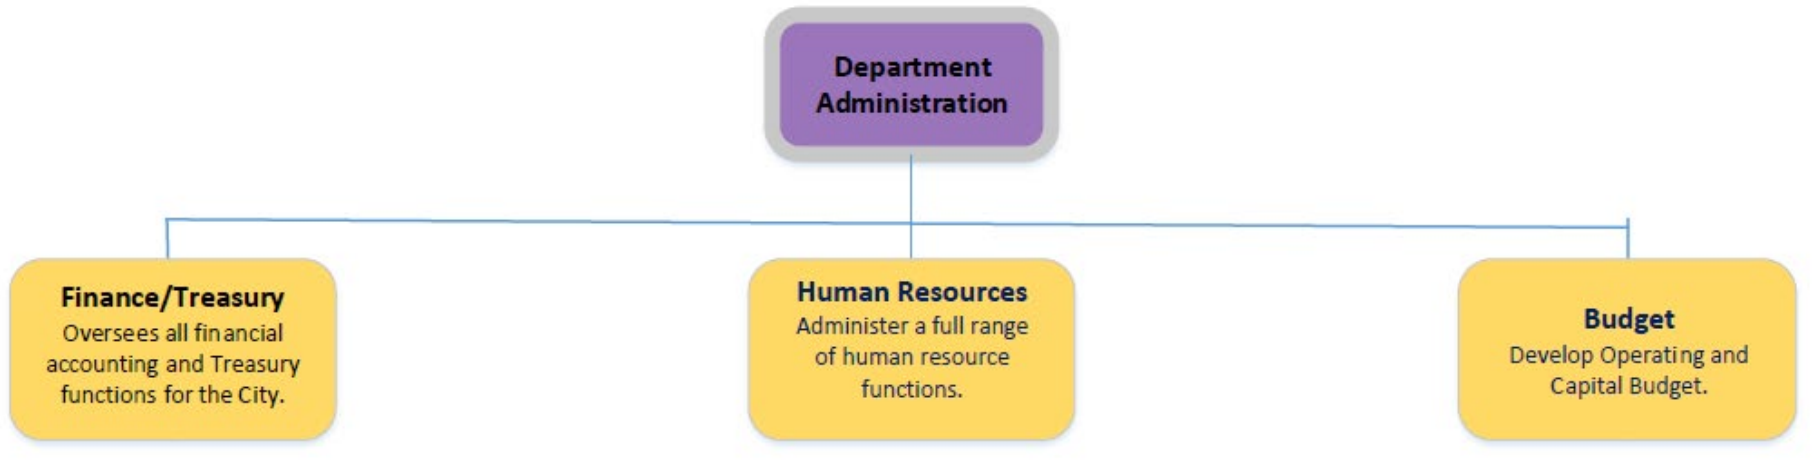 Department
Administration
Finance/Treasury
Oversees all financial
accounting and Treasury
functions for the City.
Human Resources
Administer a full range
of human resource
functions.
Budget
Develop Operating and
Capital Budget.